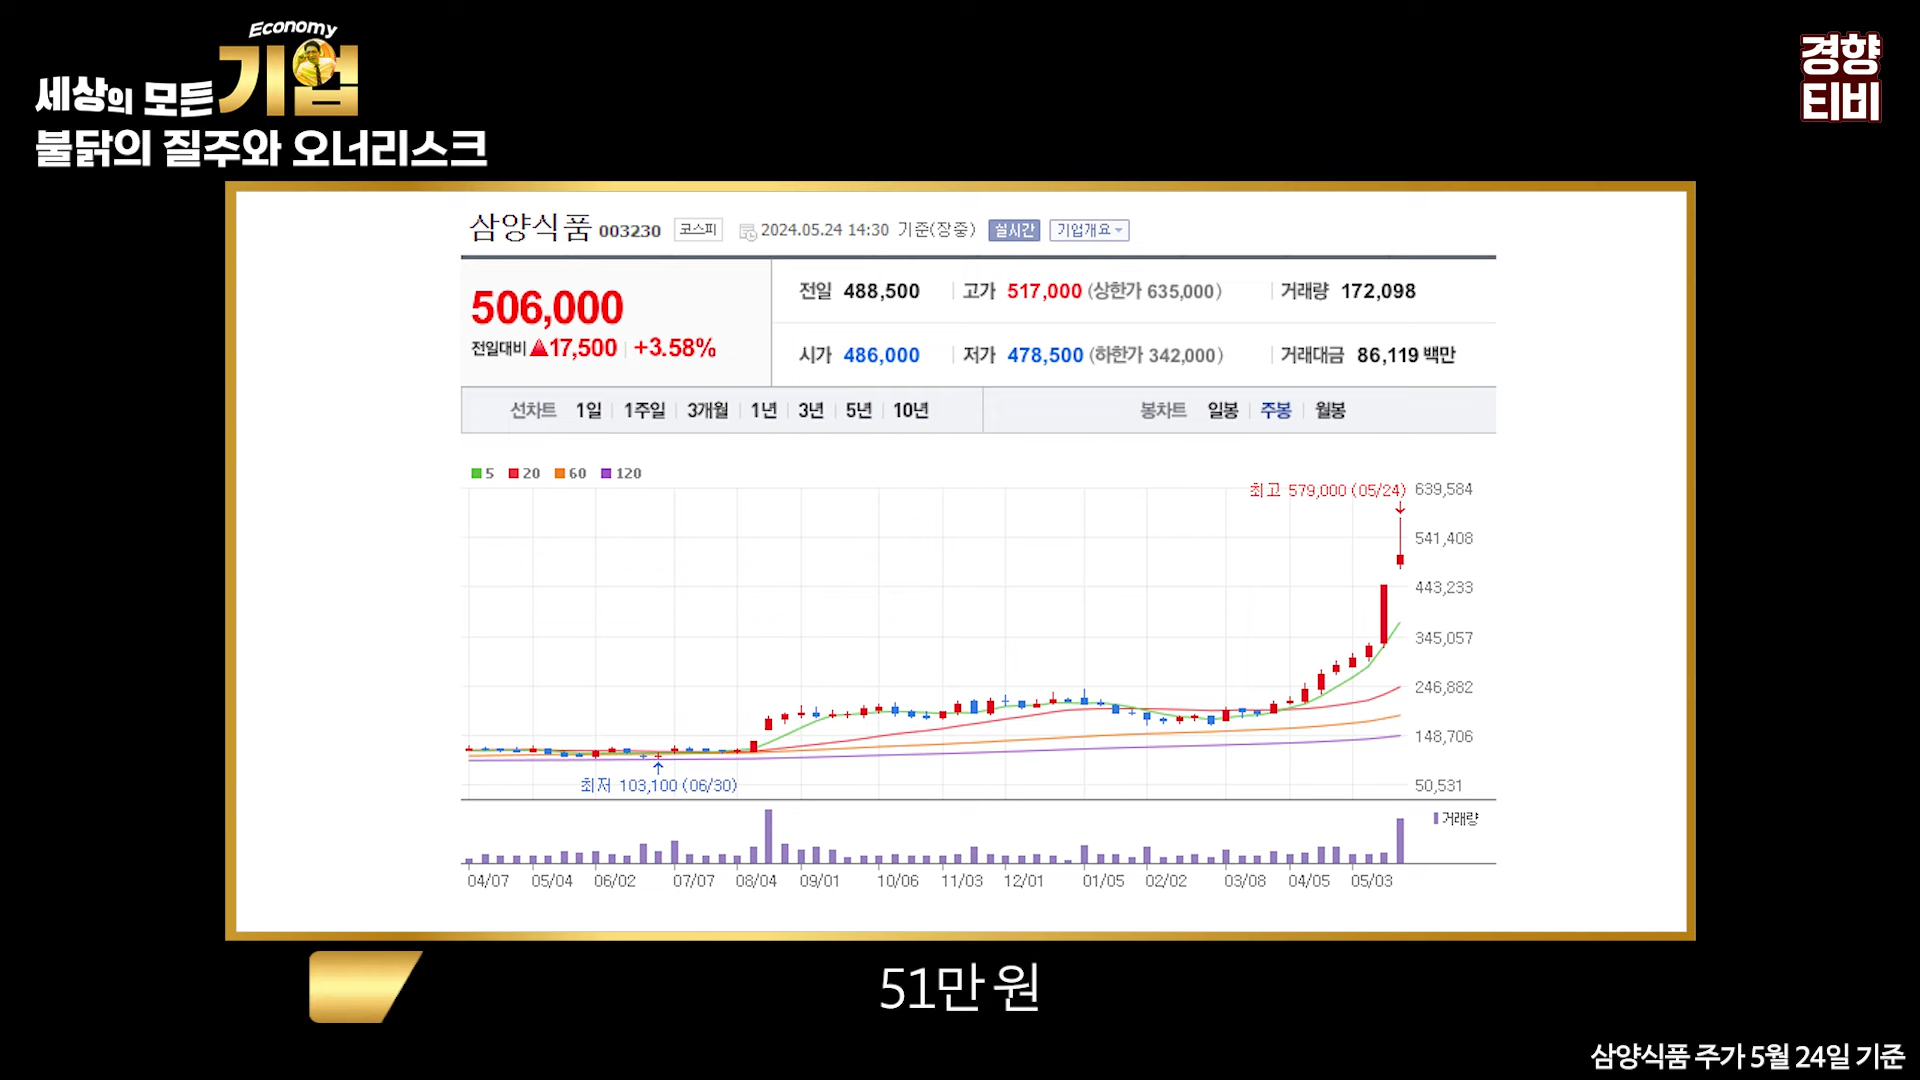 Economy
세상의 모든 기업
불닭의 질주와 오너리스크
경향
티비
삼양식품 003230 코스피 2024.05.24 14:30 기준(장중) 실시간 기업개요
506,000
전일대비 ▲17,500 +3.58%
전일 488,500 고가 517,000 (상한가 635,000) 거래량 172,098
시가 486,000 저가 478,500 (하한가 342,000) 거래대금 86,119 백만
선차트 1일 1주일 3개월 1년 3년 5년 10년 봉차트 일봉 주봉 월봉
5 20 60 120
최고 579,000 (05/24) 639,584
541,408
443,233
345,057
246,882
148,706
최저 103,100 (06/30) 50,531
거래량
04/07 05/04 06/02 07/07 08/04 09/01 10/06 11/03 12/01 01/05 02/02 03/08 04/05 05/03
51만 원
삼양식품 주가 5월 24일 기준